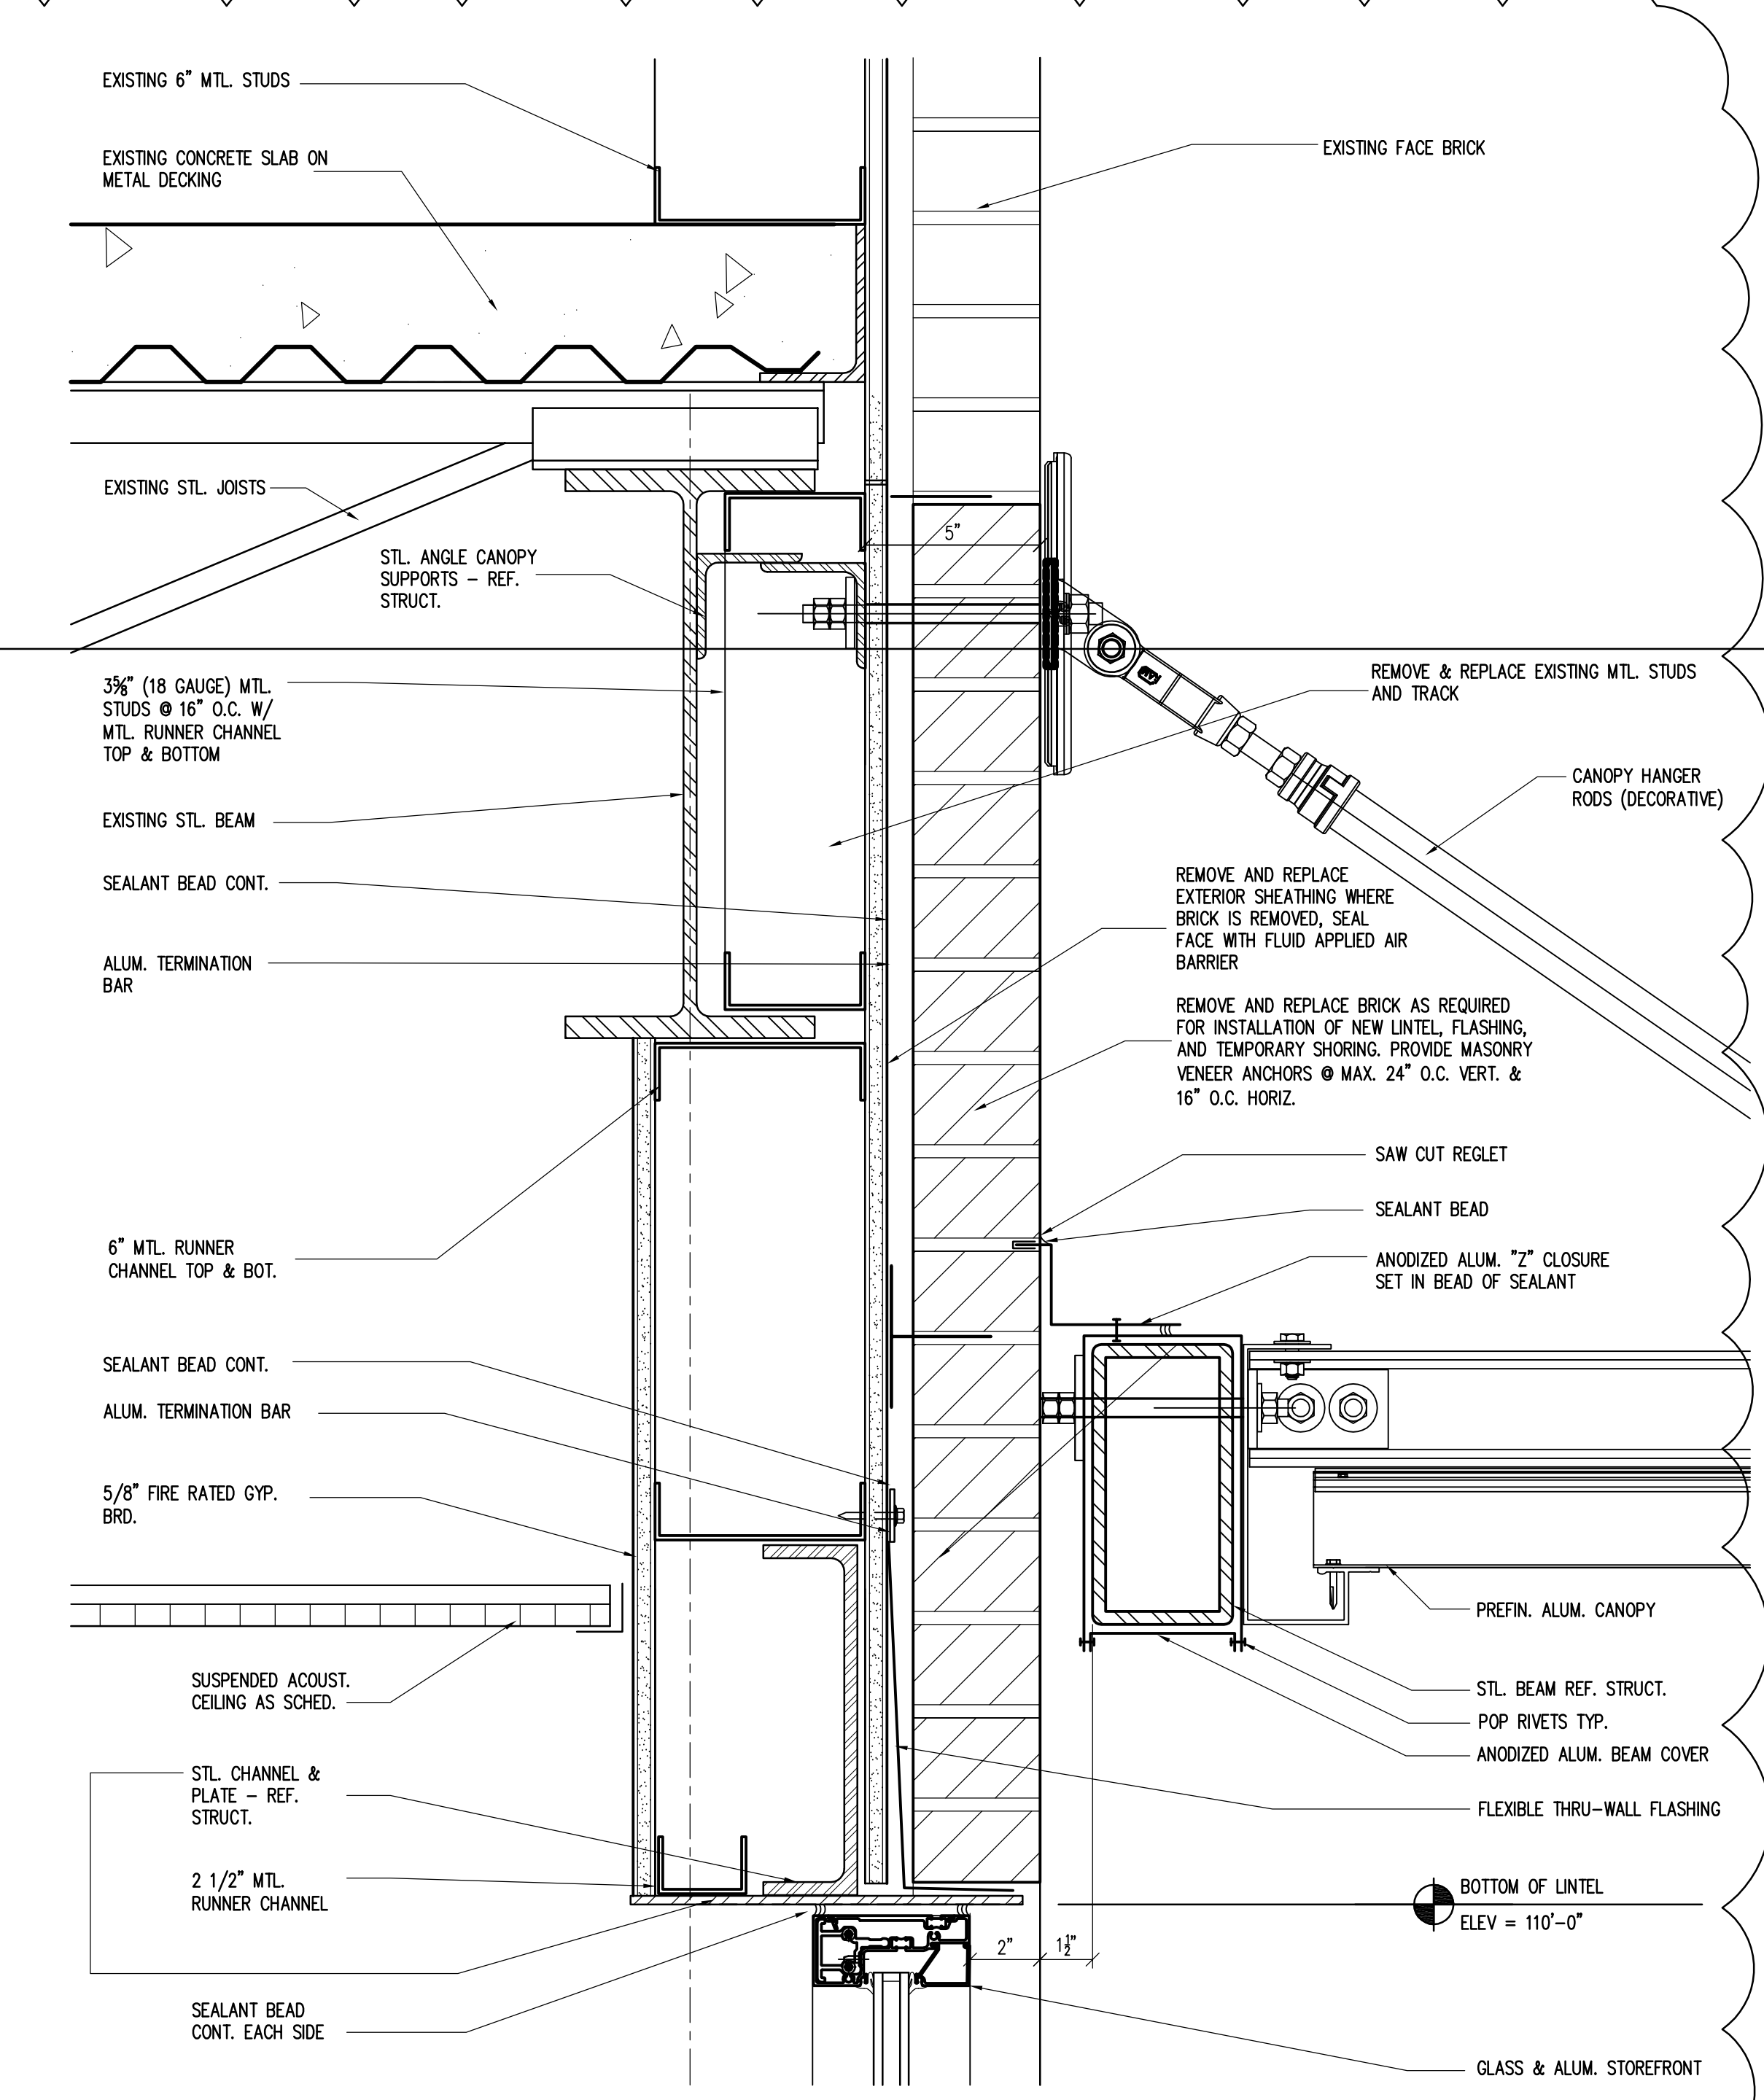 EXISTING 6" MTL. STUDS
EXISTING CONCRETE SLAB ON
METAL DECKING
EXISTING FACE BRICK
EXISTING STL. JOISTS
5"
STL. ANGLE CANOPY
SUPPORTS – REF.
STRUCT.
3⅝" (18 GAUGE) MTL.
STUDS @ 16" O.C. W/
MTL. RUNNER CHANNEL
TOP & BOTTOM
REMOVE & REPLACE EXISTING MTL. STUDS
AND TRACK
CANOPY HANGER
RODS (DECORATIVE)
EXISTING STL. BEAM
SEALANT BEAD CONT.
ALUM. TERMINATION
BAR
REMOVE AND REPLACE
EXTERIOR SHEATHING WHERE
BRICK IS REMOVED, SEAL
FACE WITH FLUID APPLIED AIR
BARRIER
REMOVE AND REPLACE BRICK AS REQUIRED
FOR INSTALLATION OF NEW LINTEL, FLASHING,
AND TEMPORARY SHORING. PROVIDE MASONRY
VENEER ANCHORS @ MAX. 24" O.C. VERT. &
16" O.C. HORIZ.
SAW CUT REGLET
SEALANT BEAD
6" MTL. RUNNER
CHANNEL TOP & BOT.
ANODIZED ALUM. "Z" CLOSURE
SET IN BEAD OF SEALANT
SEALANT BEAD CONT.
ALUM. TERMINATION BAR
5/8" FIRE RATED GYP.
BRD.
PREFIN. ALUM. CANOPY
SUSPENDED ACOUST.
CEILING AS SCHED.
STL. BEAM REF. STRUCT.
POP RIVETS TYP.
ANODIZED ALUM. BEAM COVER
STL. CHANNEL &
PLATE – REF.
STRUCT.
FLEXIBLE THRU-WALL FLASHING
2 1/2" MTL.
RUNNER CHANNEL
BOTTOM OF LINTEL
ELEV = 110'-0"
2"
1½"
SEALANT BEAD
CONT. EACH SIDE
GLASS & ALUM. STOREFRONT